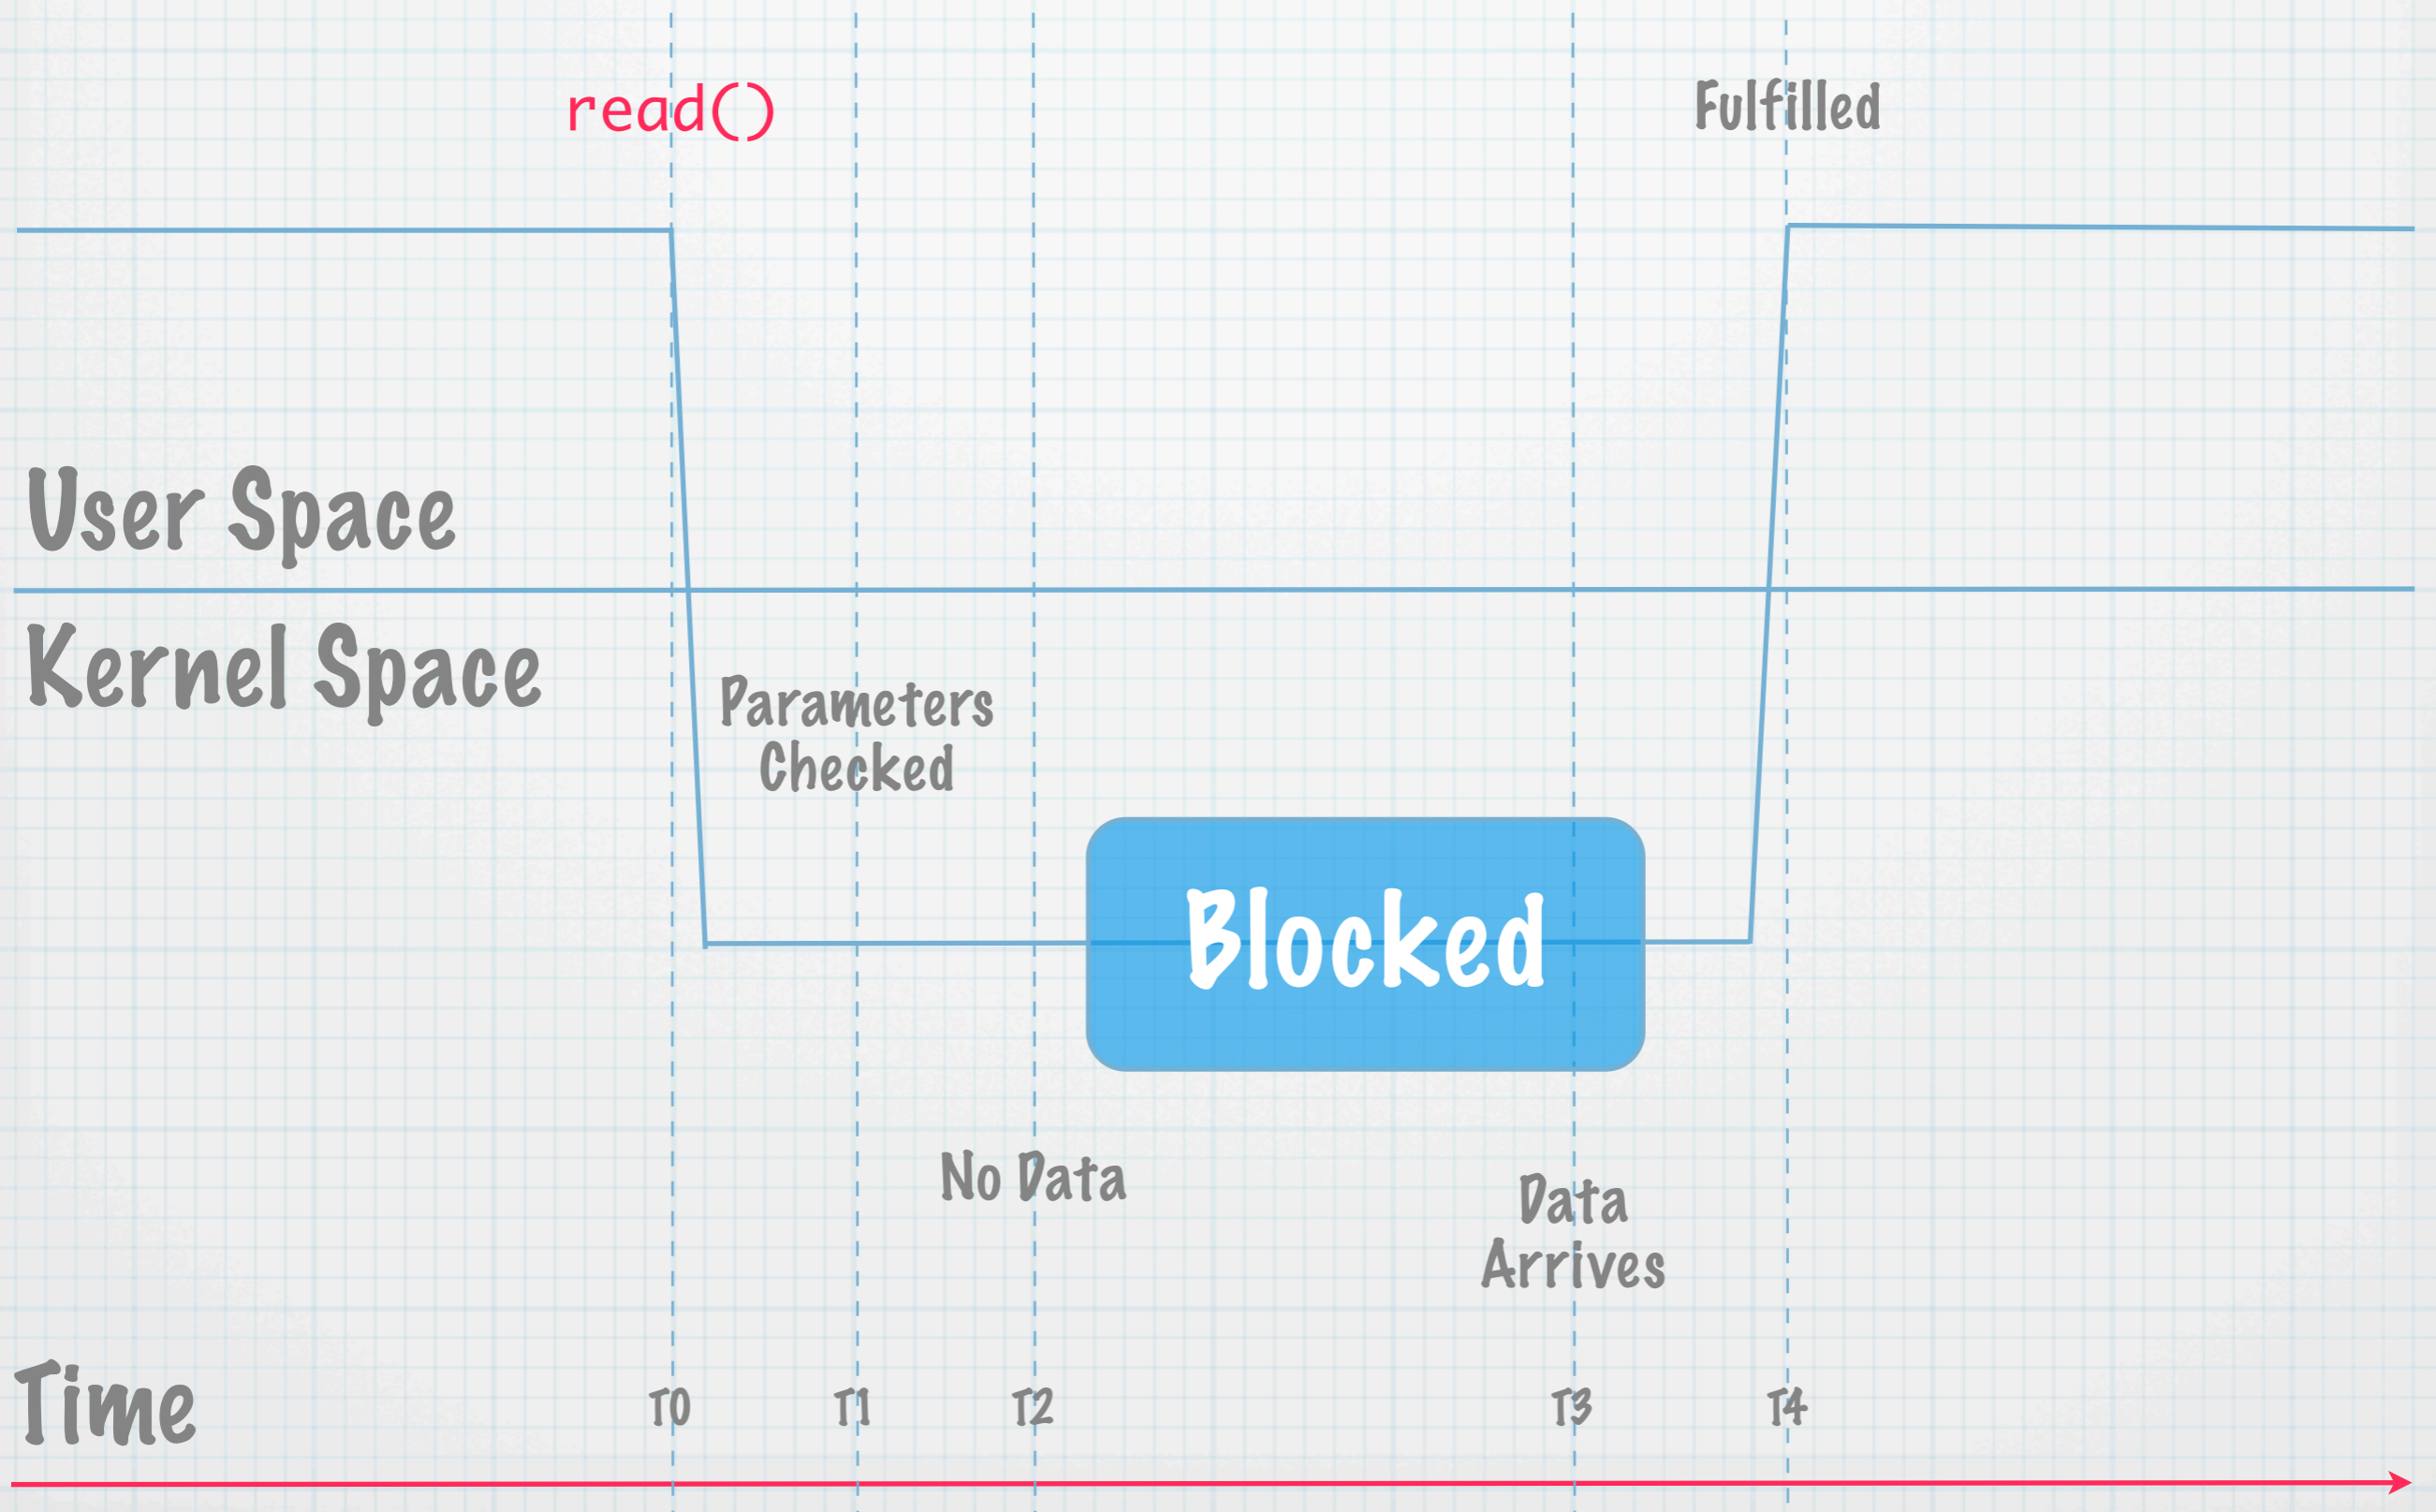 read()
Fulfilled
User Space
Kernel Space
Parameters
Checked
Blocked
No Data
Data
Arrives
Time
T0
T1
T2
T3
T4